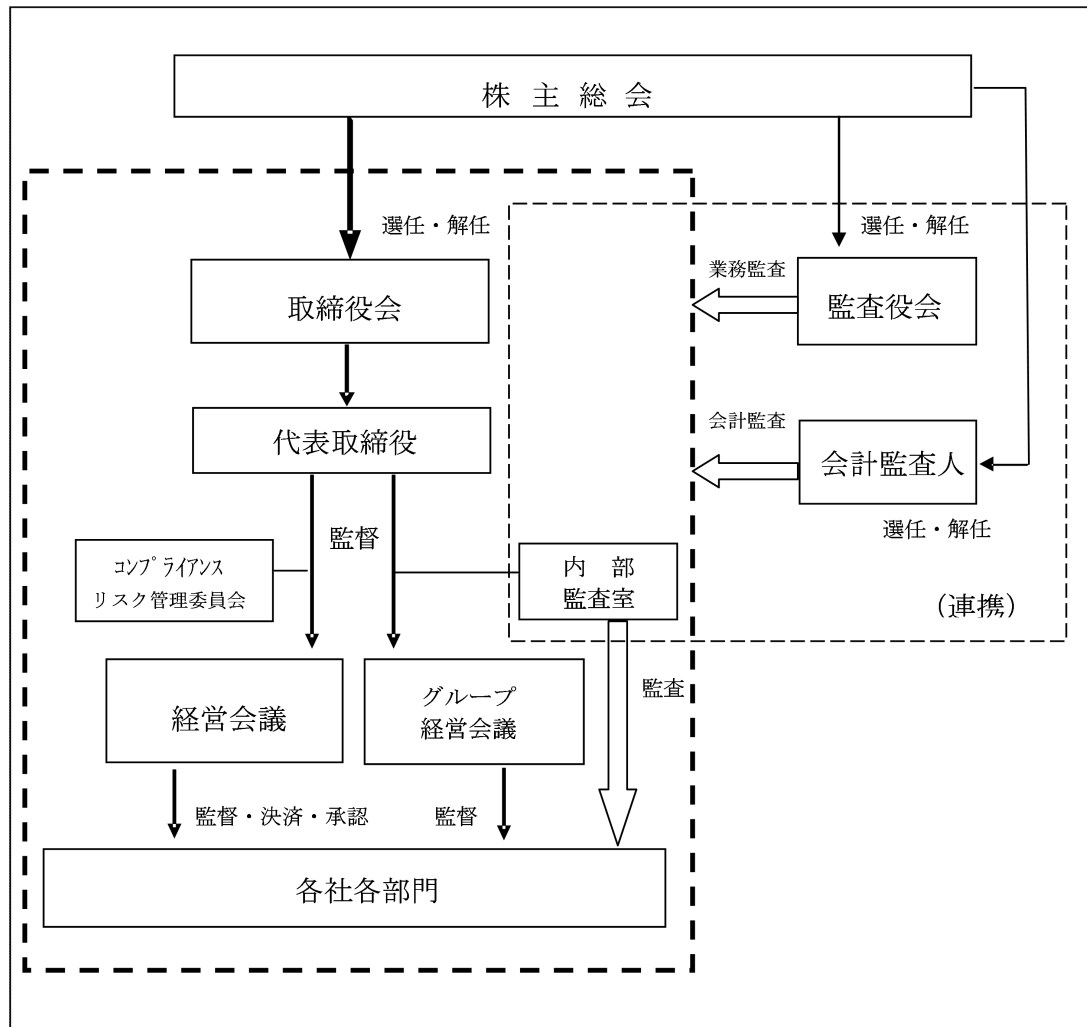 株主総会
選任・解任
選任・解任
業務監査
取締役会
監査役会
会計監査
代表取締役
会計監査人
選任・解任
監督
コンプライアンス
リスク管理委員会
内部
監査室
（連携）
監査
経営会議
グループ
経営会議
監督・決済・承認
監督
各社各部門